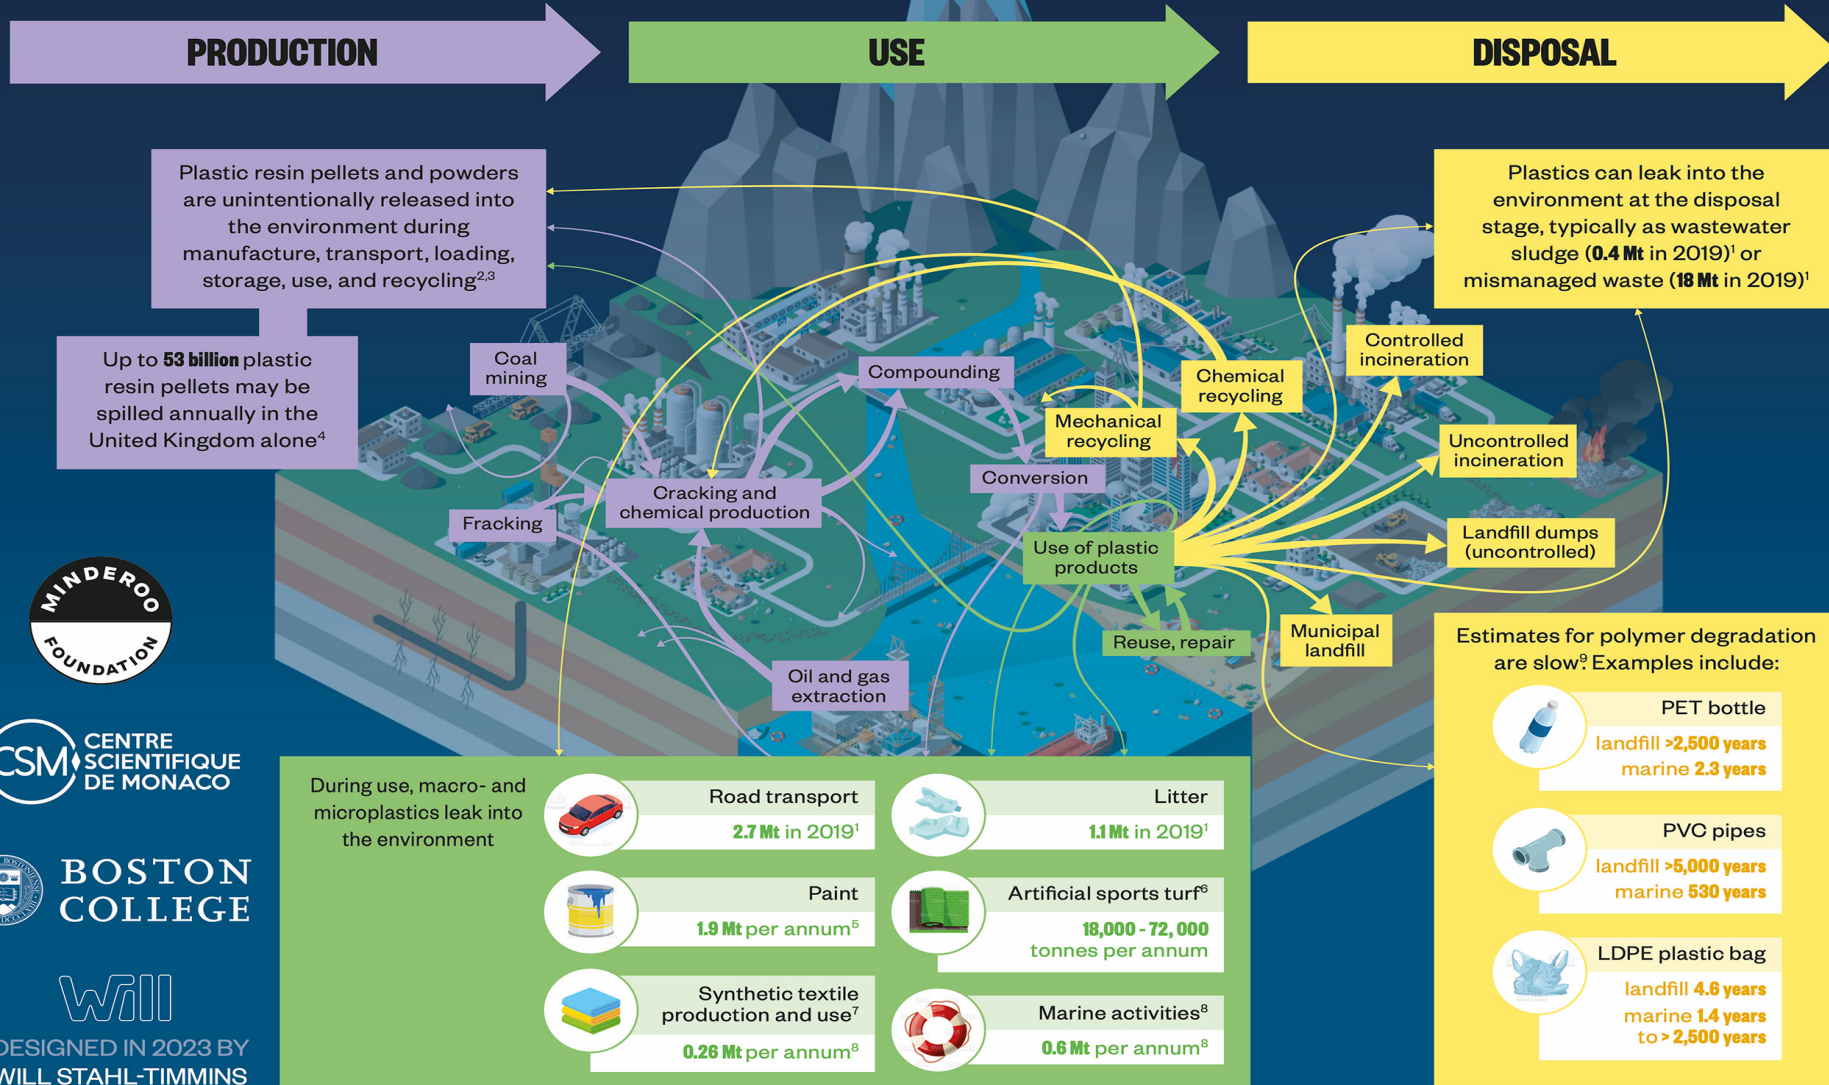 PRODUCTION
USE
DISPOSAL
Plastic resin pellets and powders
are unintentionally released into
the environment during
manufacture, transport, loading,
storage, use, and recycling2,3
Up to 53 billion plastic
resin pellets may be
spilled annually in the
United Kingdom alone4
Plastics can leak into the
environment at the disposal
stage, typically as wastewater
sludge (0.4 Mt in 2019)1 or
mismanaged waste (18 Mt in 2019)1
Coal
mining
Fracking
Cracking and
chemical production
Oil and gas
extraction
Compounding
Conversion
Mechanical
recycling
Chemical
recycling
Controlled
incineration
Uncontrolled
incineration
Landfill dumps
(uncontrolled)
Municipal
landfill
Use of plastic
products
Reuse, repair
MINDEROO
FOUNDATION
CSM
CENTRE
SCIENTIFIQUE
DE MONACO
BOSTON
COLLEGE
Will
DESIGNED IN 2023 BY
WILL STAHL-TIMMINS
During use, macro- and
microplastics leak into
the environment
Road transport
2.7 Mt in 20191
Paint
1.9 Mt per annum5
Synthetic textile
production and use7
0.26 Mt per annum8
Litter
1.1 Mt in 20191
Artificial sports turf6
18,000 - 72, 000
tonnes per annum
Marine activities8
0.6 Mt per annum8
Estimates for polymer degradation
are slow9. Examples include:
PET bottle
landfill >2,500 years
marine 2.3 years
PVC pipes
landfill >5,000 years
marine 530 years
LDPE plastic bag
landfill 4.6 years
marine 1.4 years
to > 2,500 years